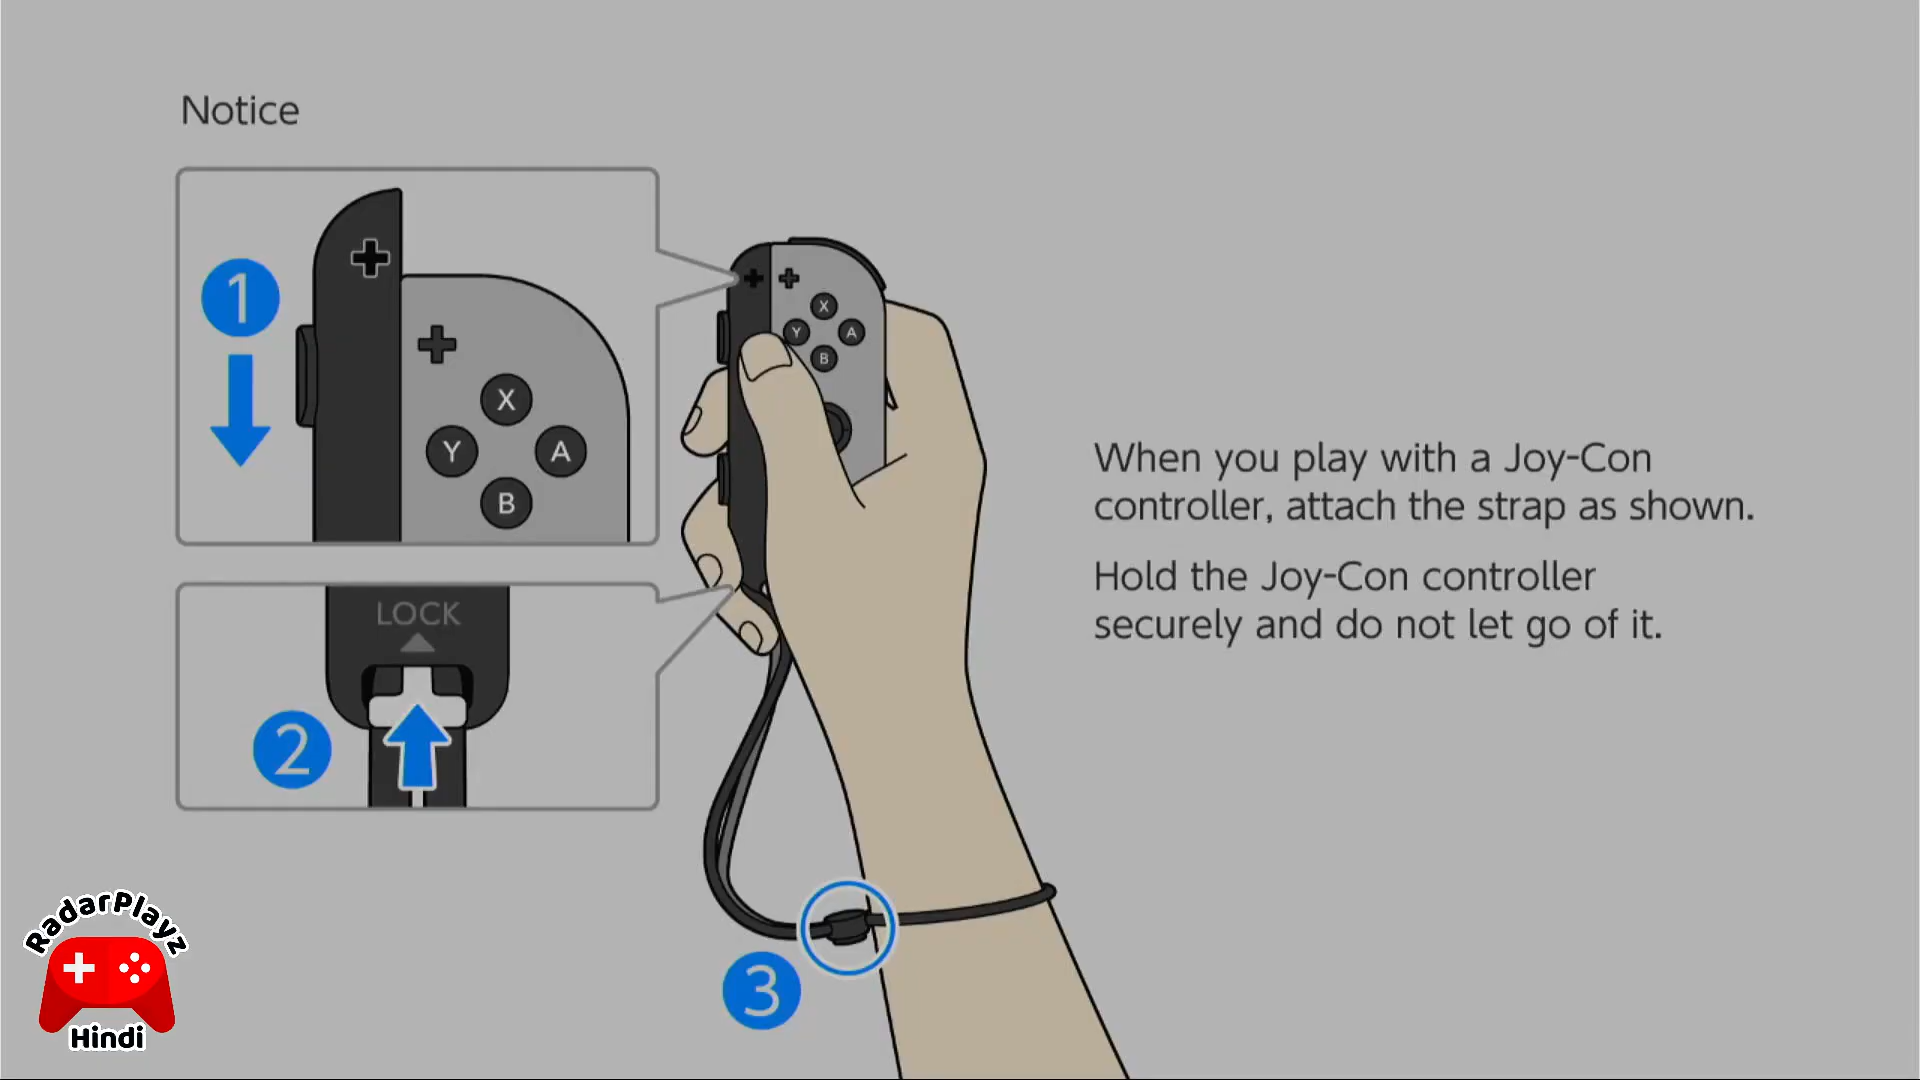 Notice
1
X
Y
A
B
X
Y
A
B
LOCK
2
When you play with a Joy-Con
controller, attach the strap as shown.
Hold the Joy-Con controller
securely and do not let go of it.
3
RadarPlayz
Hindi